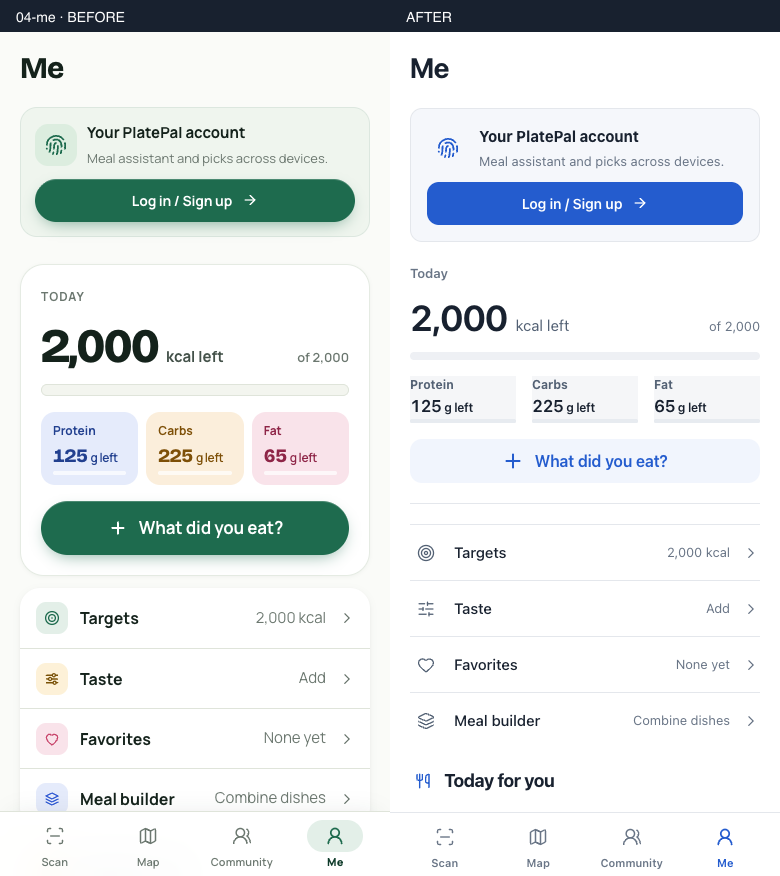 04-me · BEFORE
Me
Your PlatePal account
Meal assistant and picks across devices.
Log in / Sign up
TODAY
2,000 kcal left of 2,000
Protein Carbs Fat
125 g left 225 g left 65 g left
What did you eat?
Targets 2,000 kcal
Taste Add
Favorites None yet
Meal builder Combine dishes
Scan Map Community Me
AFTER
Me
Your PlatePal account
Meal assistant and picks across devices.
Log in / Sign up
Today
2,000 kcal left of 2,000
Protein Carbs Fat
125 g left 225 g left 65 g left
What did you eat?
Targets 2,000 kcal
Taste Add
Favorites None yet
Meal builder Combine dishes
Today for you
Scan Map Community Me